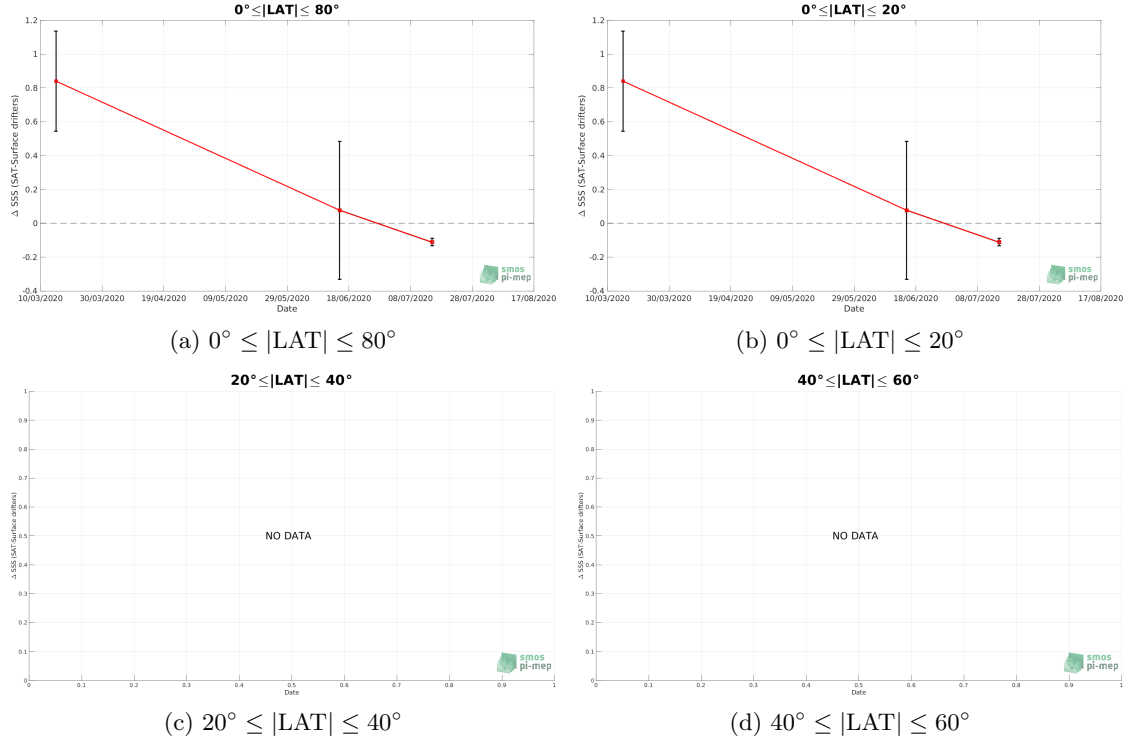 0°≤|LAT|≤ 80°
1.2
1
0.8
0.6
0.4
0.2
0
-0.2
-0.4
Δ SSS (SAT-Surface drifters)
10/03/2020 30/03/2020 19/04/2020 09/05/2020 29/05/2020 18/06/2020 08/07/2020 28/07/2020 17/08/2020
Date
smos
pi-mep
(a) 0° ≤ |LAT| ≤ 80°
0°≤|LAT|≤ 20°
1.2
1
0.8
0.6
0.4
0.2
0
-0.2
-0.4
Δ SSS (SAT-Surface drifters)
10/03/2020 30/03/2020 19/04/2020 09/05/2020 29/05/2020 18/06/2020 08/07/2020 28/07/2020 17/08/2020
Date
smos
pi-mep
(b) 0° ≤ |LAT| ≤ 20°
20°≤|LAT|≤ 40°
1
0.9
0.8
0.7
0.6
0.5
0.4
0.3
0.2
0.1
0
Δ SSS (SAT-Surface drifters)
NO DATA
0 0.1 0.2 0.3 0.4 0.5 0.6 0.7 0.8 0.9 1
Date
smos
pi-mep
(c) 20° ≤ |LAT| ≤ 40°
40°≤|LAT|≤ 60°
1
0.9
0.8
0.7
0.6
0.5
0.4
0.3
0.2
0.1
0
Δ SSS (SAT-Surface drifters)
NO DATA
0 0.1 0.2 0.3 0.4 0.5 0.6 0.7 0.8 0.9 1
Date
smos
pi-mep
(d) 40° ≤ |LAT| ≤ 60°